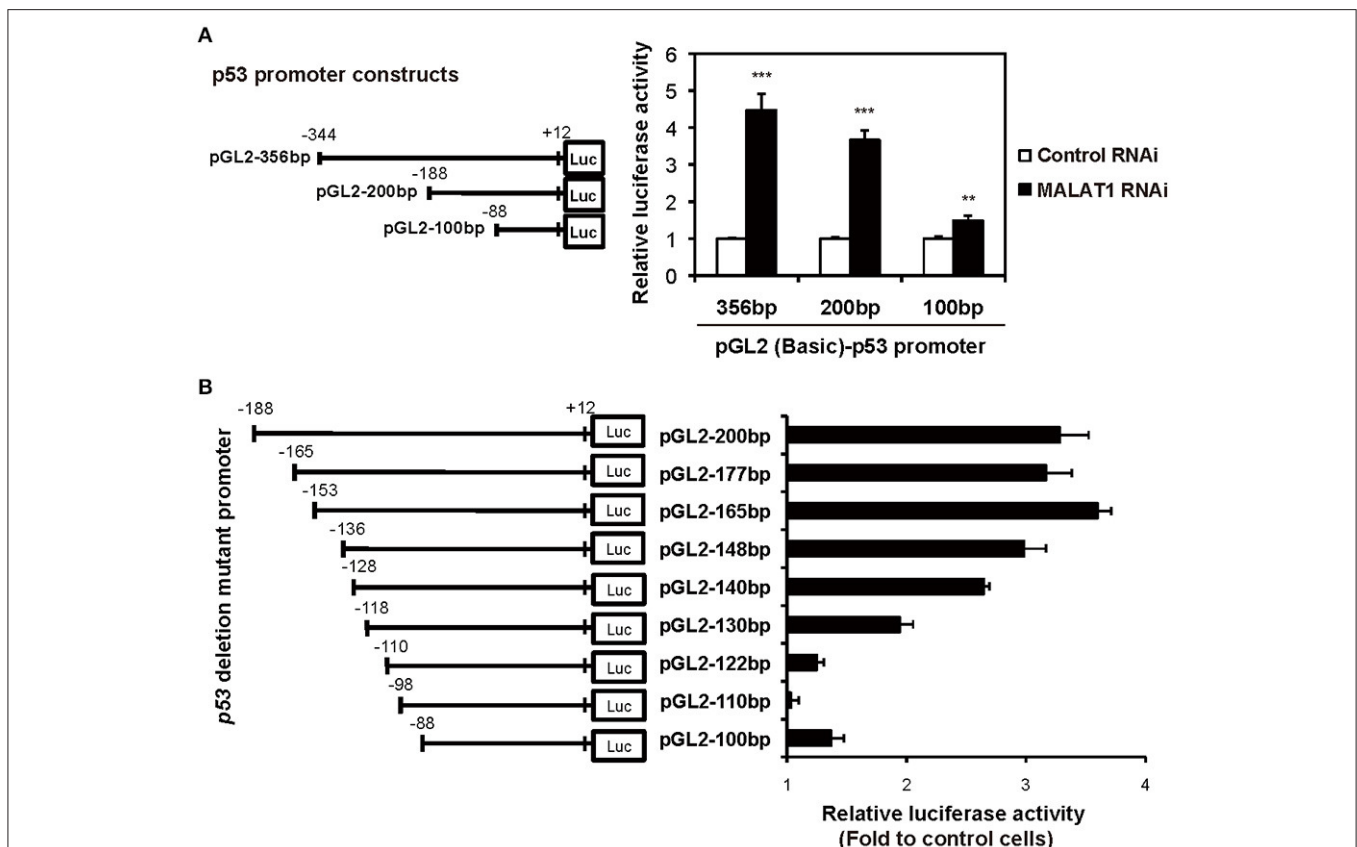 A
p53 promoter constructs
-344
+12
pGL2-356bp
Luc
-188
pGL2-200bp
Luc
-88
pGL2-100bp
Luc
Relative luciferase activity
6
5
4
3
2
1
0
***
***
**
356bp
200bp
100bp
pGL2 (Basic)-p53 promoter
Control RNAi
MALAT1 RNAi
B
p53 deletion mutant promoter
-188
+12
Luc
pGL2-200bp
-165
Luc
pGL2-177bp
-153
Luc
pGL2-165bp
-136
Luc
pGL2-148bp
-128
Luc
pGL2-140bp
-118
Luc
pGL2-130bp
-110
Luc
pGL2-122bp
-98
Luc
pGL2-110bp
-88
Luc
pGL2-100bp
1
2
3
4
Relative luciferase activity
(Fold to control cells)